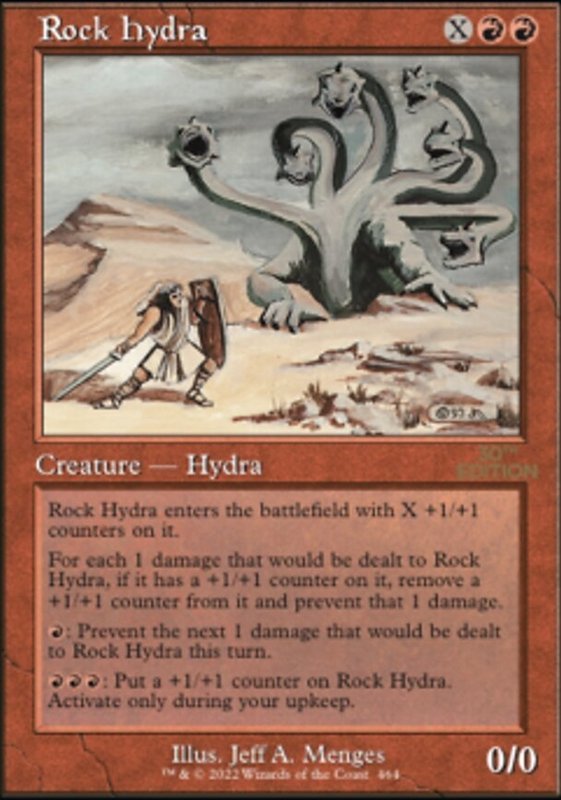 Rock Hydra X
30TH
EDITION
Creature — Hydra
Rock Hydra enters the battlefield with X +1/+1
counters on it.
For each 1 damage that would be dealt to Rock
Hydra, if it has a +1/+1 counter on it, remove a
+1/+1 counter from it and prevent that 1 damage.
: Prevent the next 1 damage that would be dealt
to Rock Hydra this turn.
: Put a +1/+1 counter on Rock Hydra.
Activate only during your upkeep.
Illus. Jeff A. Menges
™ & © 2022 Wizards of the Coast 464
0/0